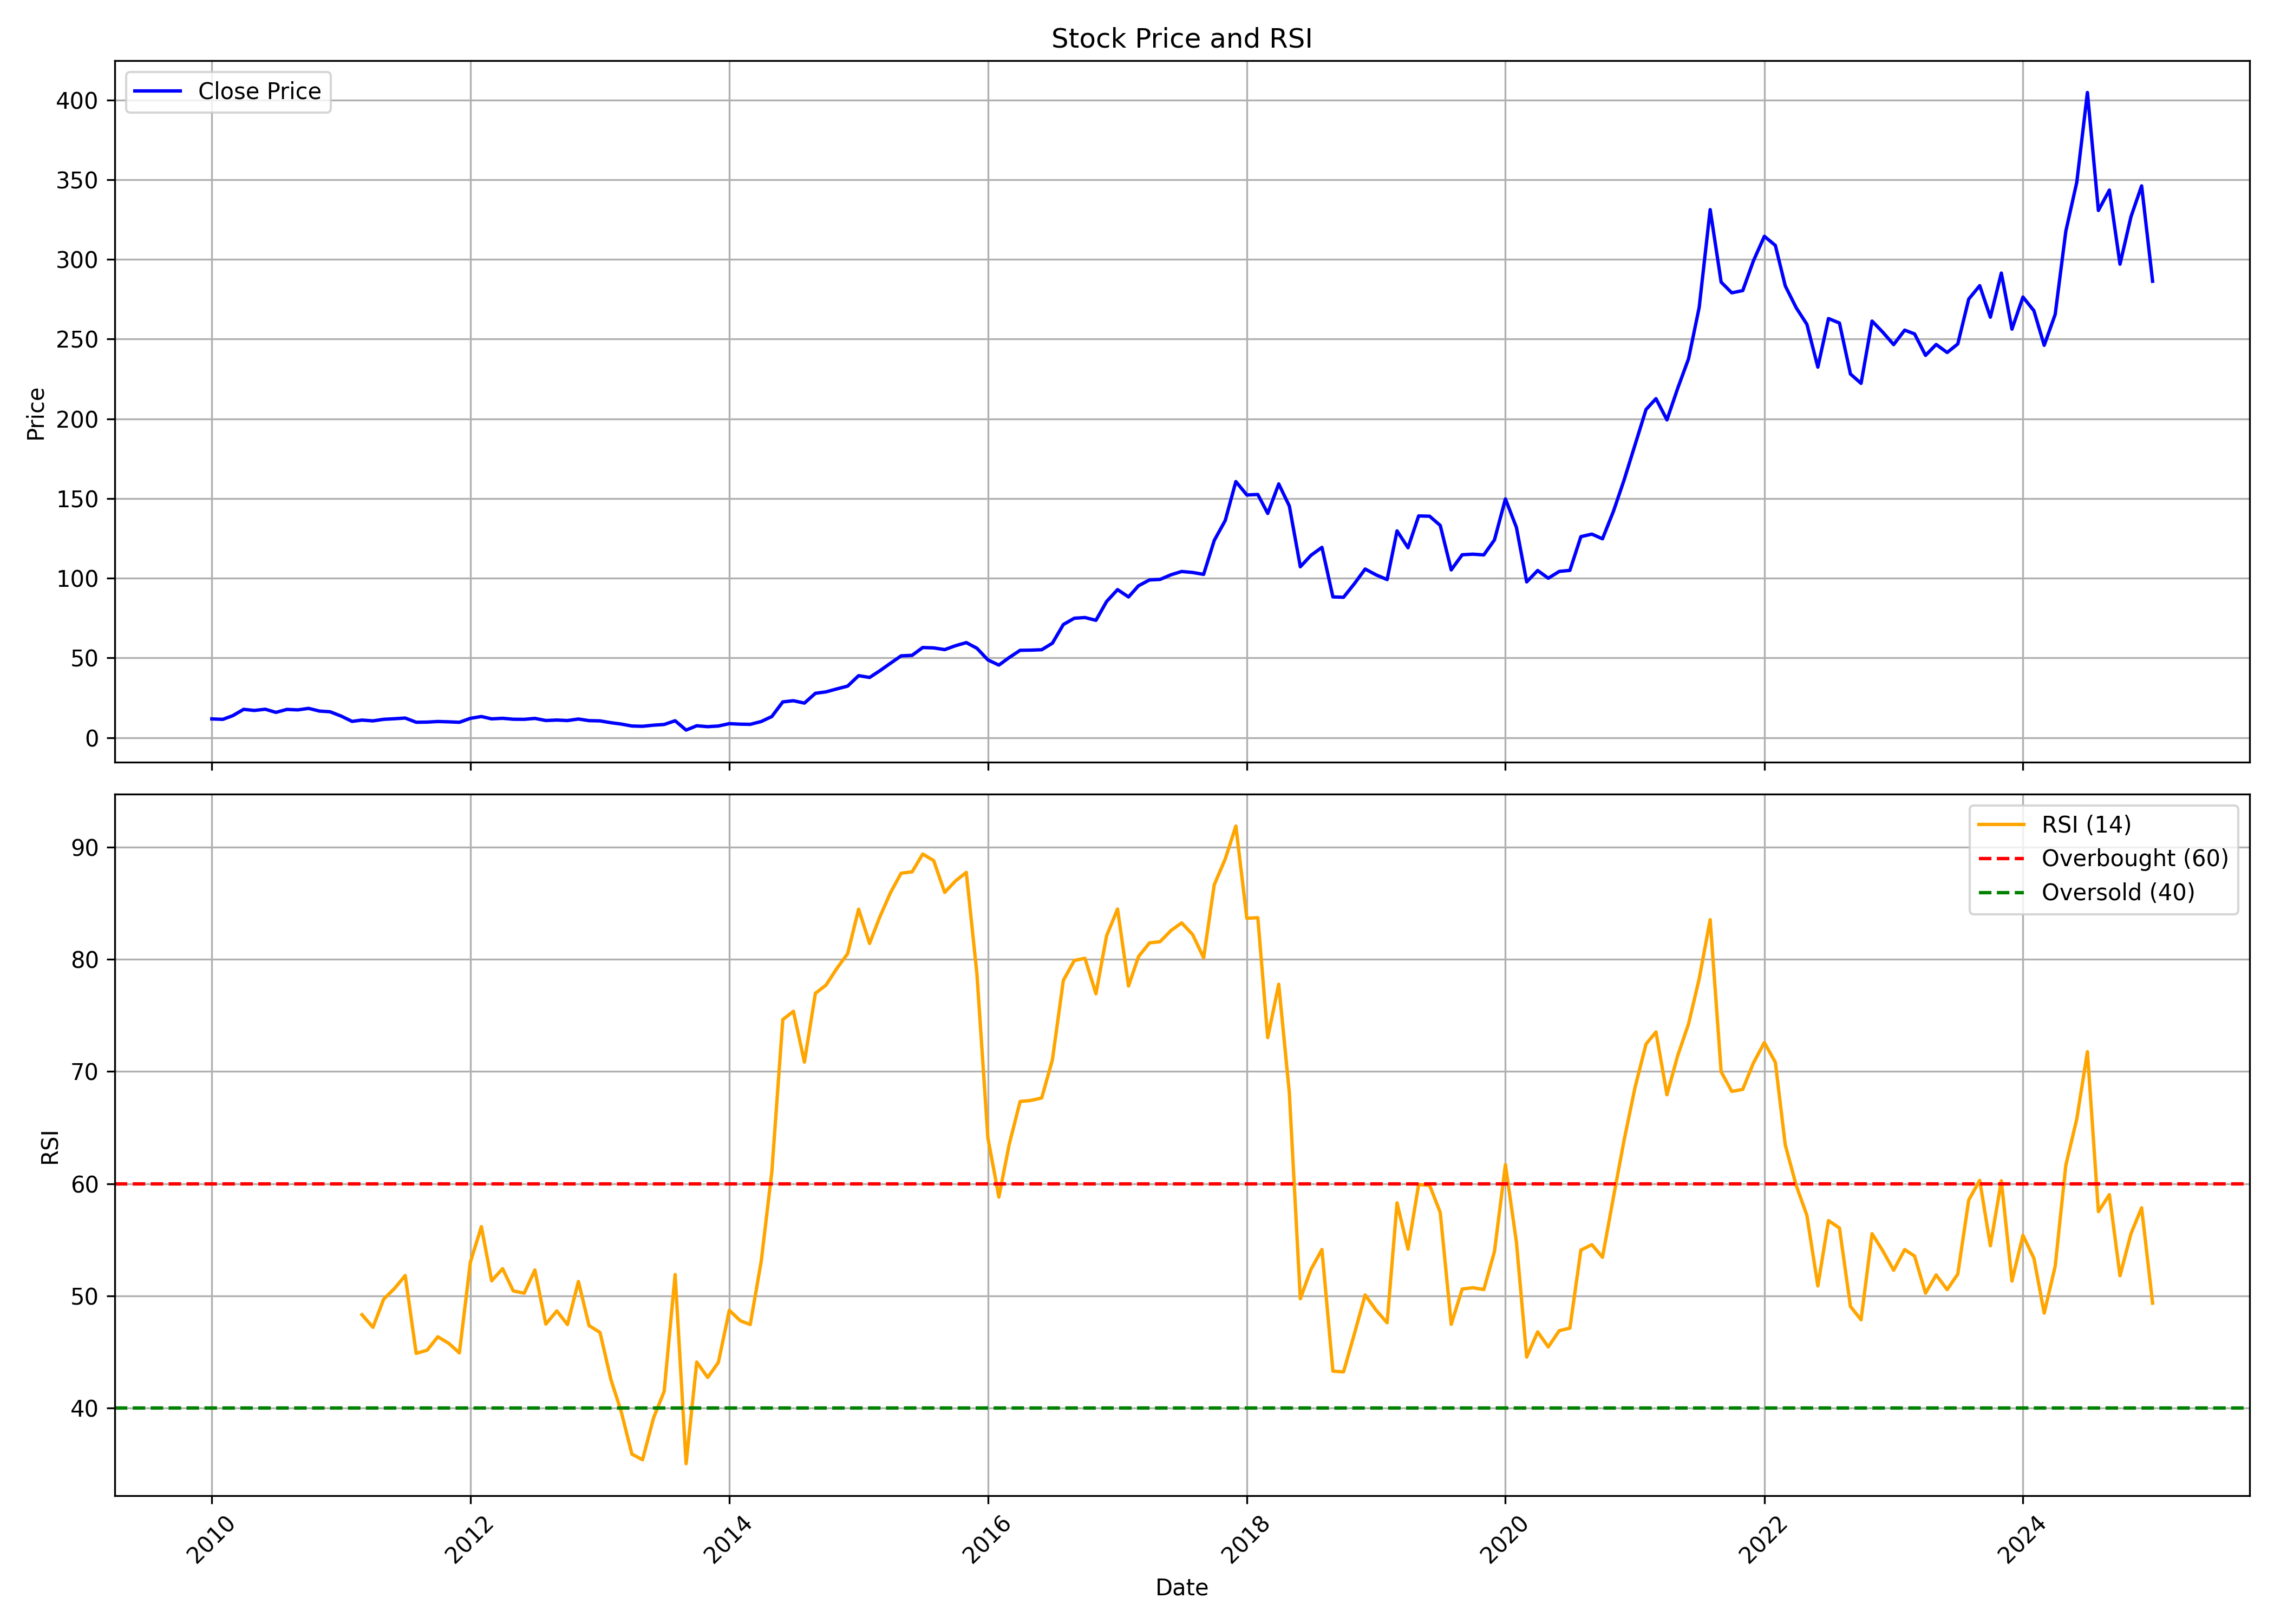 Stock Price and RSI
Close Price
400
350
300
250
200
150
100
50
0
Price
RSI (14)
Overbought (60)
Oversold (40)
90
80
70
60
50
40
RSI
2010 2012 2014 2016 2018 2020 2022 2024
Date